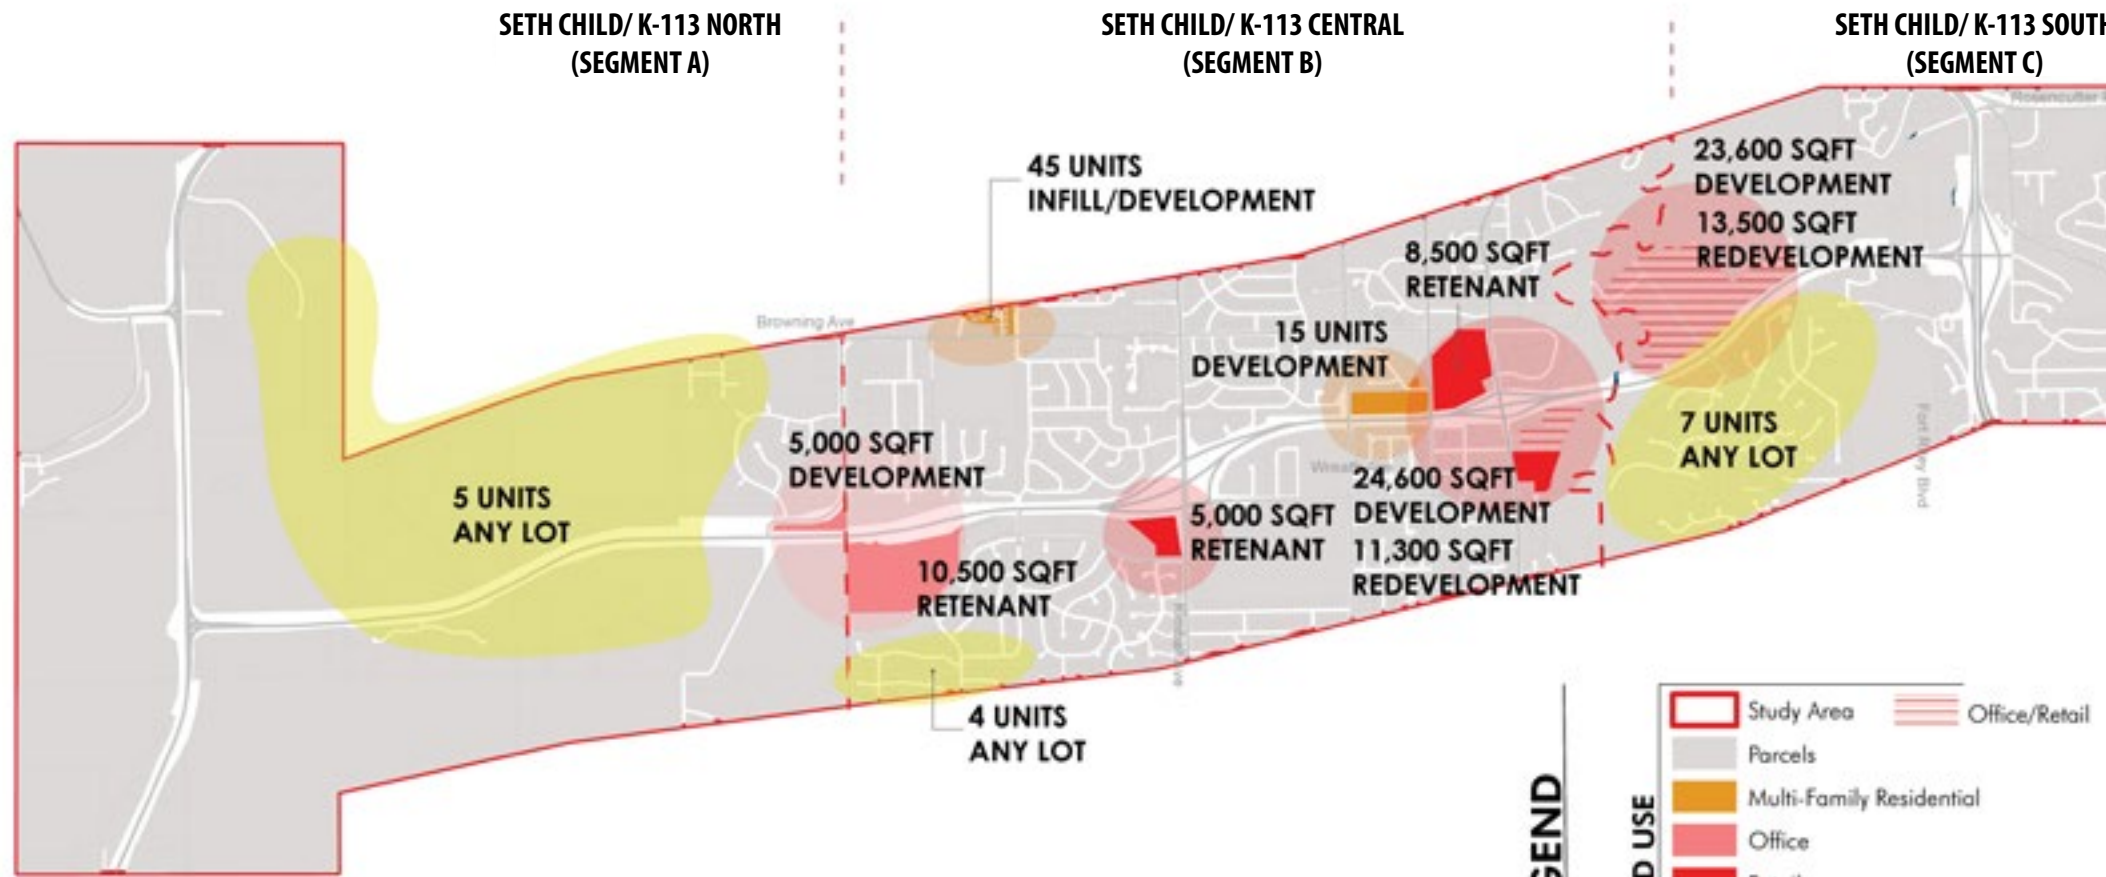 SETH CHILD/ K-113 NORTH
(SEGMENT A)
SETH CHILD/ K-113 CENTRAL
(SEGMENT B)
SETH CHILD/ K-113 SOUTH
(SEGMENT C)
45 UNITS
INFILL/DEVELOPMENT
23,600 SQFT
DEVELOPMENT
13,500 SQFT
REDEVELOPMENT
8,500 SQFT
RETENANT
Browning Ave
15 UNITS
DEVELOPMENT
5,000 SQFT
DEVELOPMENT
7 UNITS
ANY LOT
5 UNITS
ANY LOT
24,600 SQFT
DEVELOPMENT
11,300 SQFT
REDEVELOPMENT
5,000 SQFT
RETENANT
10,500 SQFT
RETENANT
Fort Riley Blvd
4 UNITS
ANY LOT
Study Area
Office/Retail
Parcels
Multi-Family Residential
Office